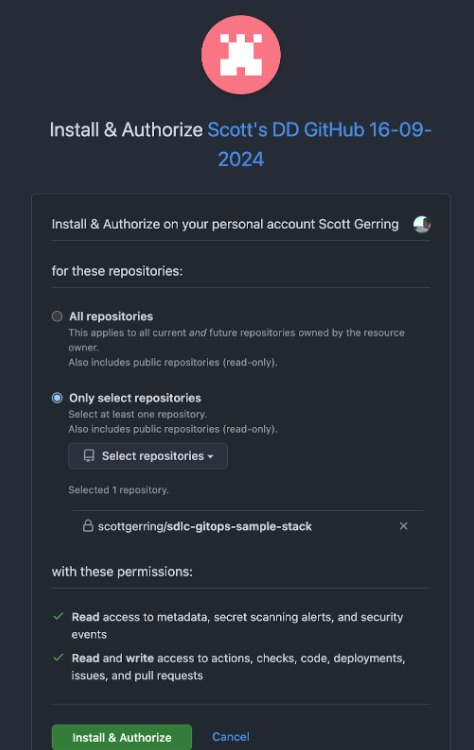 Install & Authorize Scott's DD GitHub 16-09-
2024
Install & Authorize on your personal account Scott Gerring
for these repositories:
All repositories
This applies to all current and future repositories owned by the resource
owner.
Also includes public repositories (read-only).
Only select repositories
Select at least one repository.
Also includes public repositories (read-only).
Select repositories
Selected 1 repository.
scottgerring/sdlc-gitops-sample-stack
with these permissions:
Read access to metadata, secret scanning alerts, and security
events
Read and write access to actions, checks, code, deployments,
issues, and pull requests
Install & Authorize Cancel